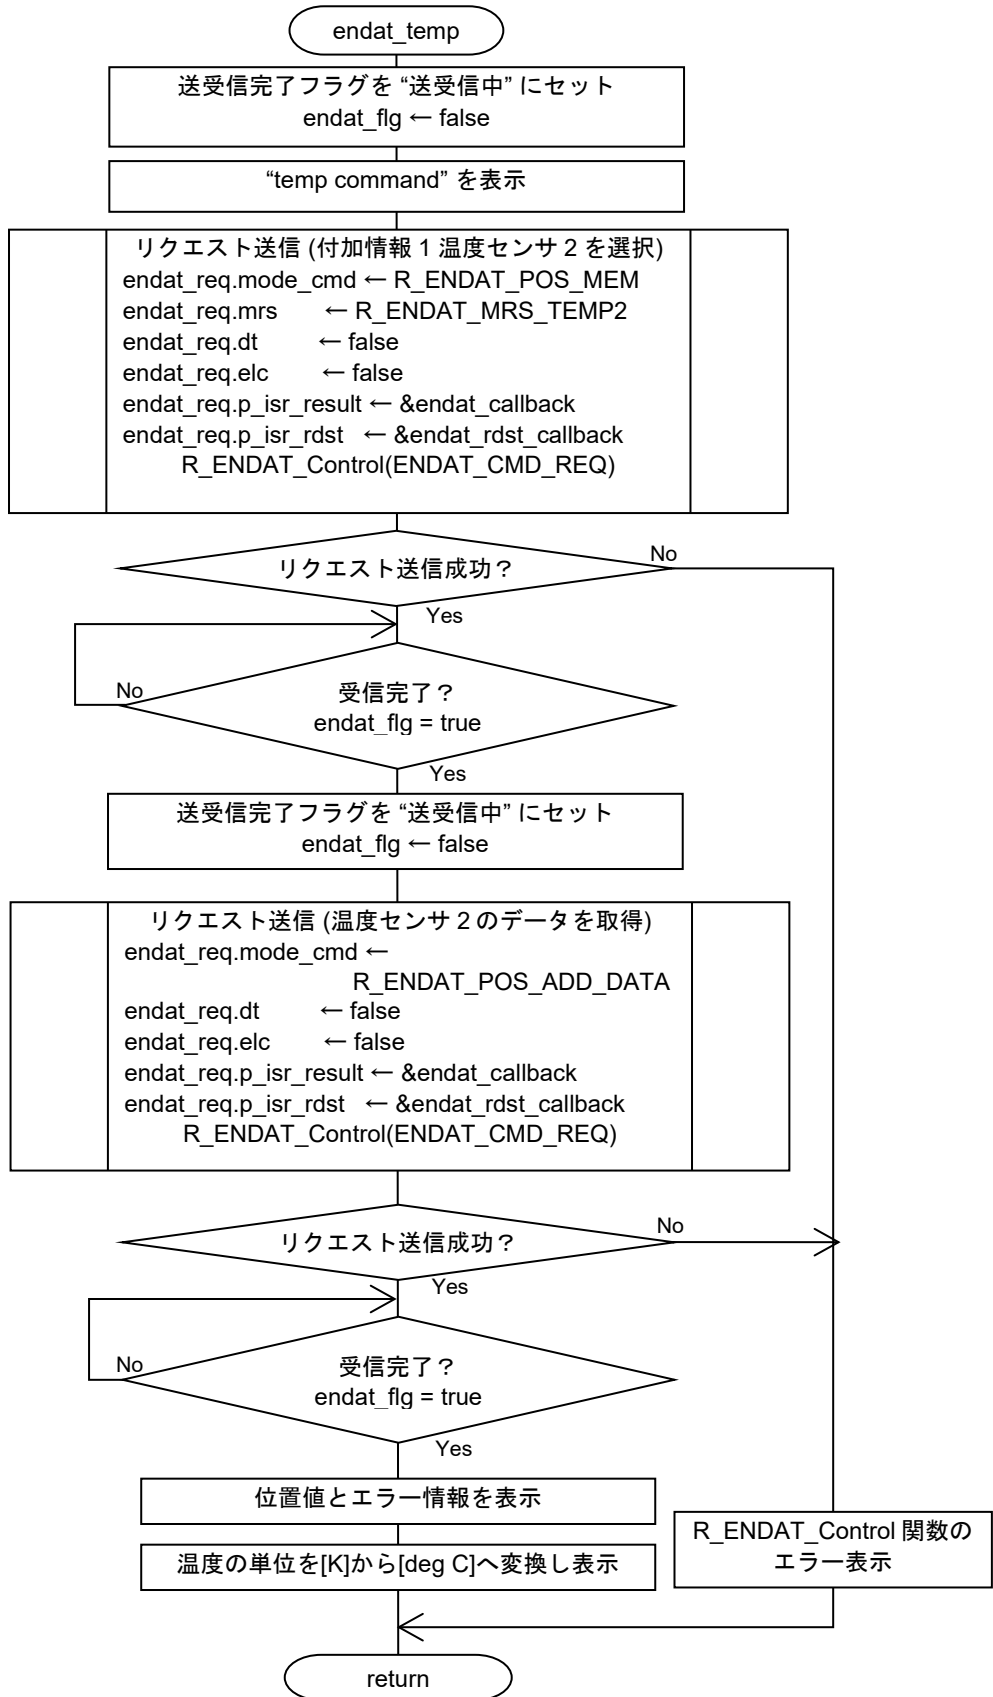 endat_temp
送受信完了フラグを “送受信中” にセット
endat_flg ← false
“temp command” を表示
リクエスト送信 (付加情報 1 温度センサ 2 を選択)
endat_req.mode_cmd ← R_ENDAT_POS_MEM
endat_req.mrs ← R_ENDAT_MRS_TEMP2
endat_req.dt ← false
endat_req.elc ← false
endat_req.p_isr_result ← &endat_callback
endat_req.p_isr_rdst ← &endat_rdst_callback
R_ENDAT_Control(ENDAT_CMD_REQ)
リクエスト送信成功？
No
Yes
受信完了？
endat_flg = true
No
Yes
送受信完了フラグを “送受信中” にセット
endat_flg ← false
リクエスト送信 (温度センサ 2 のデータを取得)
endat_req.mode_cmd ←
R_ENDAT_POS_ADD_DATA
endat_req.dt ← false
endat_req.elc ← false
endat_req.p_isr_result ← &endat_callback
endat_req.p_isr_rdst ← &endat_rdst_callback
R_ENDAT_Control(ENDAT_CMD_REQ)
リクエスト送信成功？
No
Yes
受信完了？
endat_flg = true
No
Yes
位置値とエラー情報を表示
温度の単位を[K]から[deg C]へ変換し表示
R_ENDAT_Control 関数の
エラー表示
return